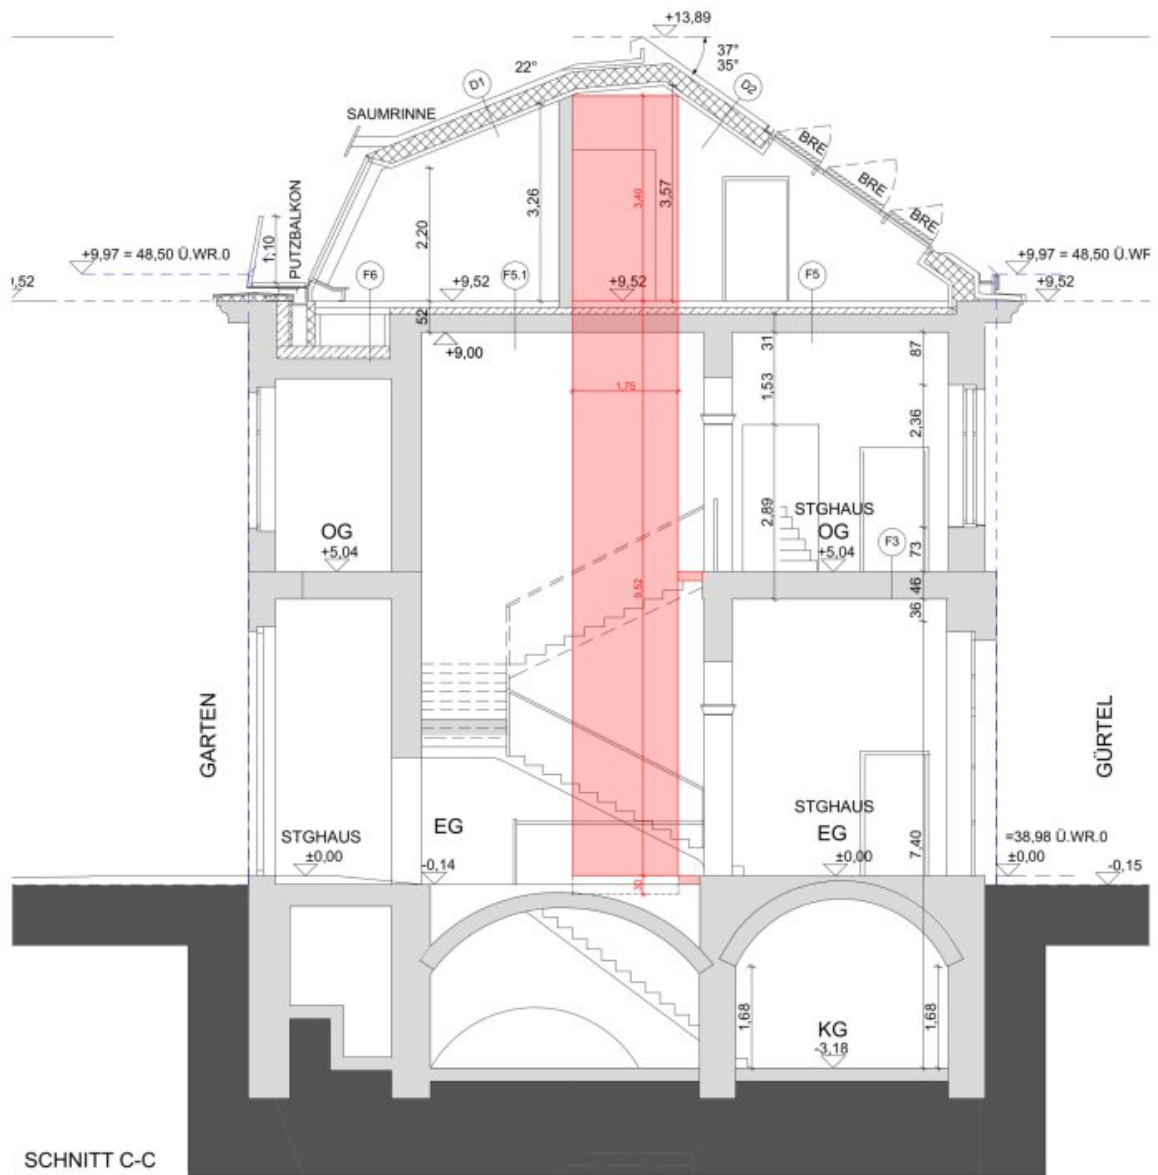 +13,89
37°
35°
22°
D1
D2
SAUMRINNE
BRE
BRE
BRE
3,40
3,57
3,26
2,20
1,10
PUTZBALKON
+9,97 = 48,50 Ü.WR.0
+9,97 = 48,50 Ü.WF
,52
F6
+9,52
F5.1
+9,52
F5
+9,52
52
+9,00
31
87
1,53
1,75
2,36
2,89
STGHAUS
OG
+5,04
OG
+5,04
F3
73
46
36
9,52
GARTEN
GÜRTEL
STGHAUS
±0,00
EG
-0,14
STGHAUS
EG
±0,00
7,40
=38,98 Ü.WR.0
±0,00
-0,15
30
1,68
KG
-3,18
1,68
SCHNITT C-C